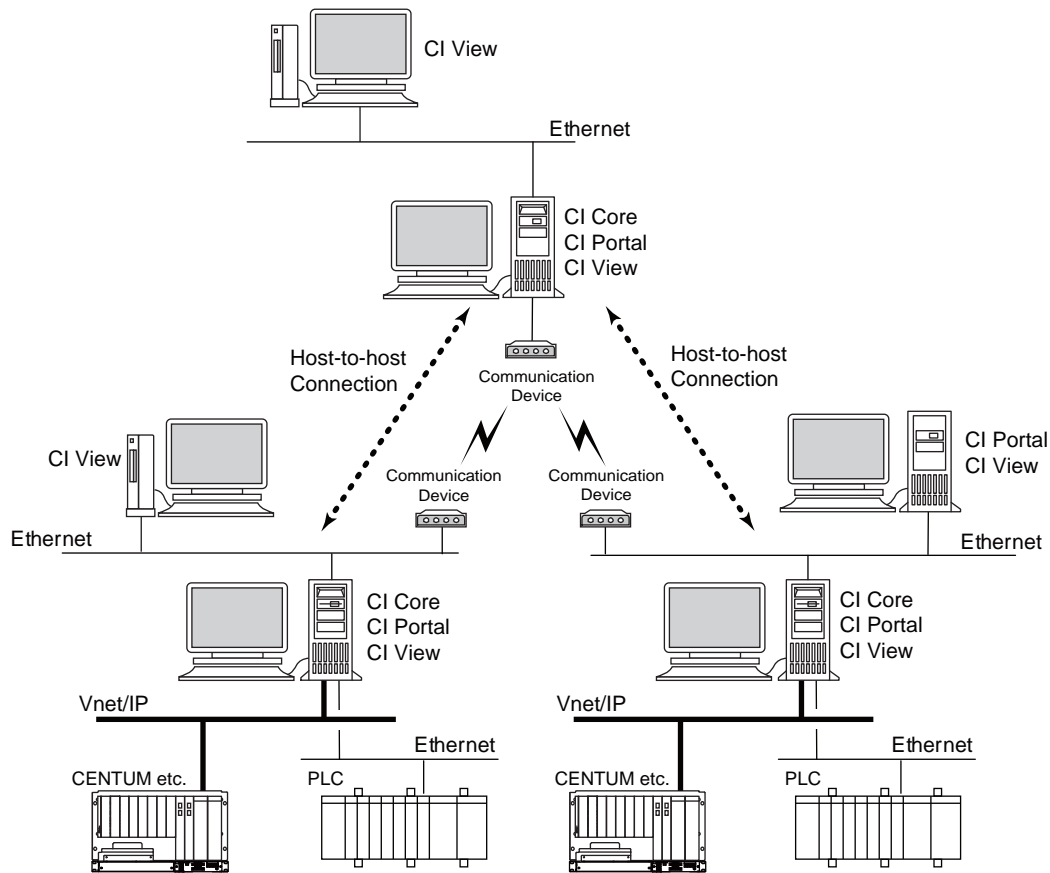 CI View
Ethernet
CI Core
CI Portal
CI View
Host-to-host
Connection
Communication
Device
Host-to-host
Connection
CI View
Communication
Device
Communication
Device
CI Portal
CI View
Ethernet
Ethernet
CI Core
CI Portal
CI View
CI Core
CI Portal
CI View
Vnet/IP
Vnet/IP
Ethernet
Ethernet
CENTUM etc.
PLC
CENTUM etc.
PLC